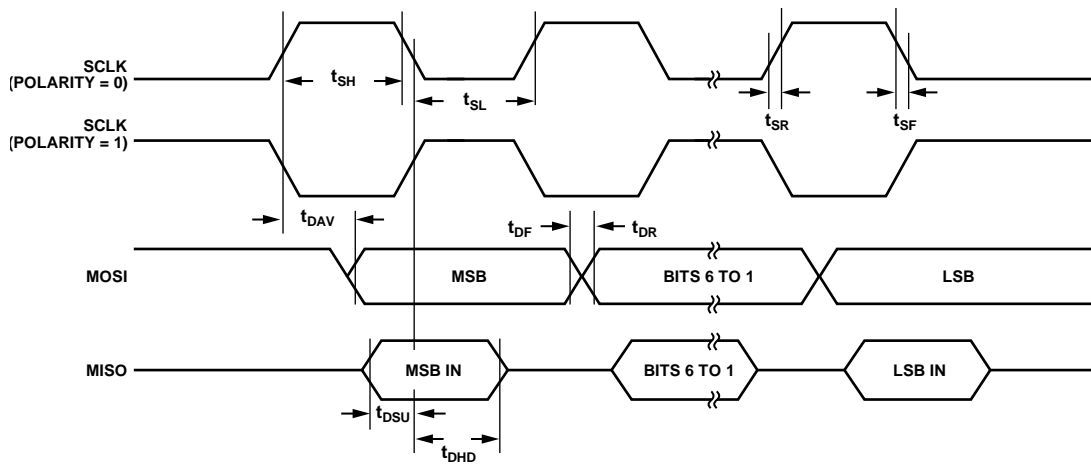 SCLK
(POLARITY = 0)
tSH
tSL
tSR
tSF
SCLK
(POLARITY = 1)
tDAV
tDF
tDR
MOSI
MSB
BITS 6 TO 1
LSB
MISO
MSB IN
BITS 6 TO 1
LSB IN
tDSU
tDHD